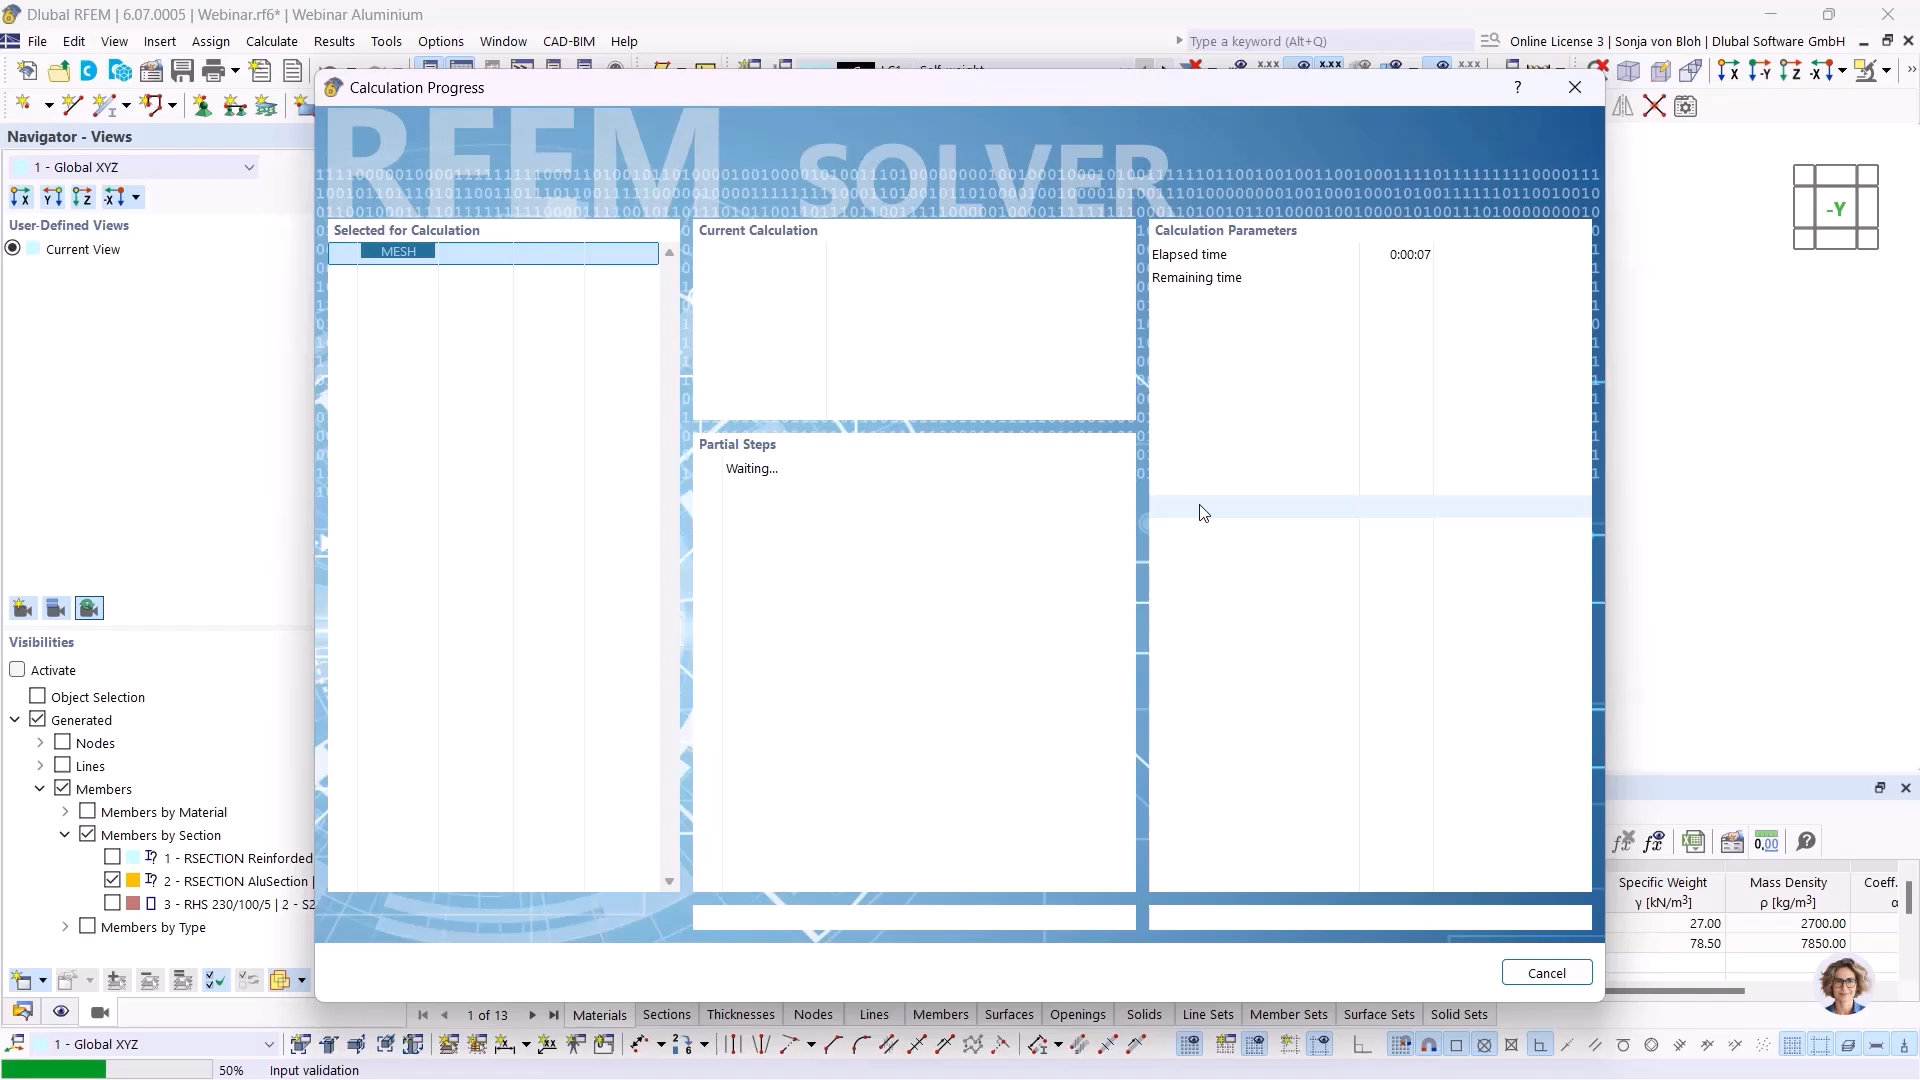 Dlubal RFEM | 6.07.0005 | Webinar.rf6* | Webinar Aluminium
File Edit View Insert Assign Calculate Results Tools Options Window CAD-BIM Help
Type a keyword (Alt+Q)
Online License 3 | Sonja von Bloh | Dlubal Software GmbH
Calculation Progress
Navigator - Views
1 - Global XYZ
User-Defined Views
Current View
RFEM SOLVER
Selected for Calculation
MESH
Current Calculation
Partial Steps
Waiting...
Calculation Parameters
Elapsed time 0:00:07
Remaining time
-Y
Visibilities
Activate
Object Selection
Generated
Nodes
Lines
Members
Members by Material
Members by Section
1 - RSECTION Reinforded
2 - RSECTION AluSection |
3 - RHS 230/100/5 | 2 - S2
Members by Type
Specific Weight Mass Density Coeff.
γ [kN/m³] ρ [kg/m³]
27.00 2700.00
78.50 7850.00
Cancel
1 of 13 Materials Sections Thicknesses Nodes Lines Members Surfaces Openings Solids Line Sets Member Sets Surface Sets Solid Sets
1 - Global XYZ
50% Input validation